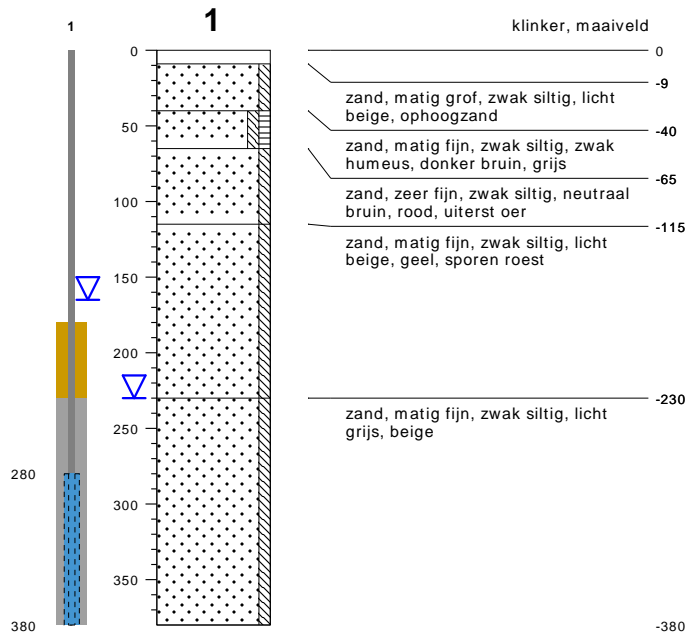 1
1
klinker, maaiveld
0
0
-9
zand, matig grof, zwak siltig, licht
beige, ophoogzand
-40
50
zand, matig fijn, zwak siltig, zwak
humeus, donker bruin, grijs
-65
zand, zeer fijn, zwak siltig, neutraal
bruin, rood, uiterst oer
100
-115
zand, matig fijn, zwak siltig, licht
beige, geel, sporen roest
150
200
-230
zand, matig fijn, zwak siltig, licht
grijs, beige
250
280
300
350
380
-380